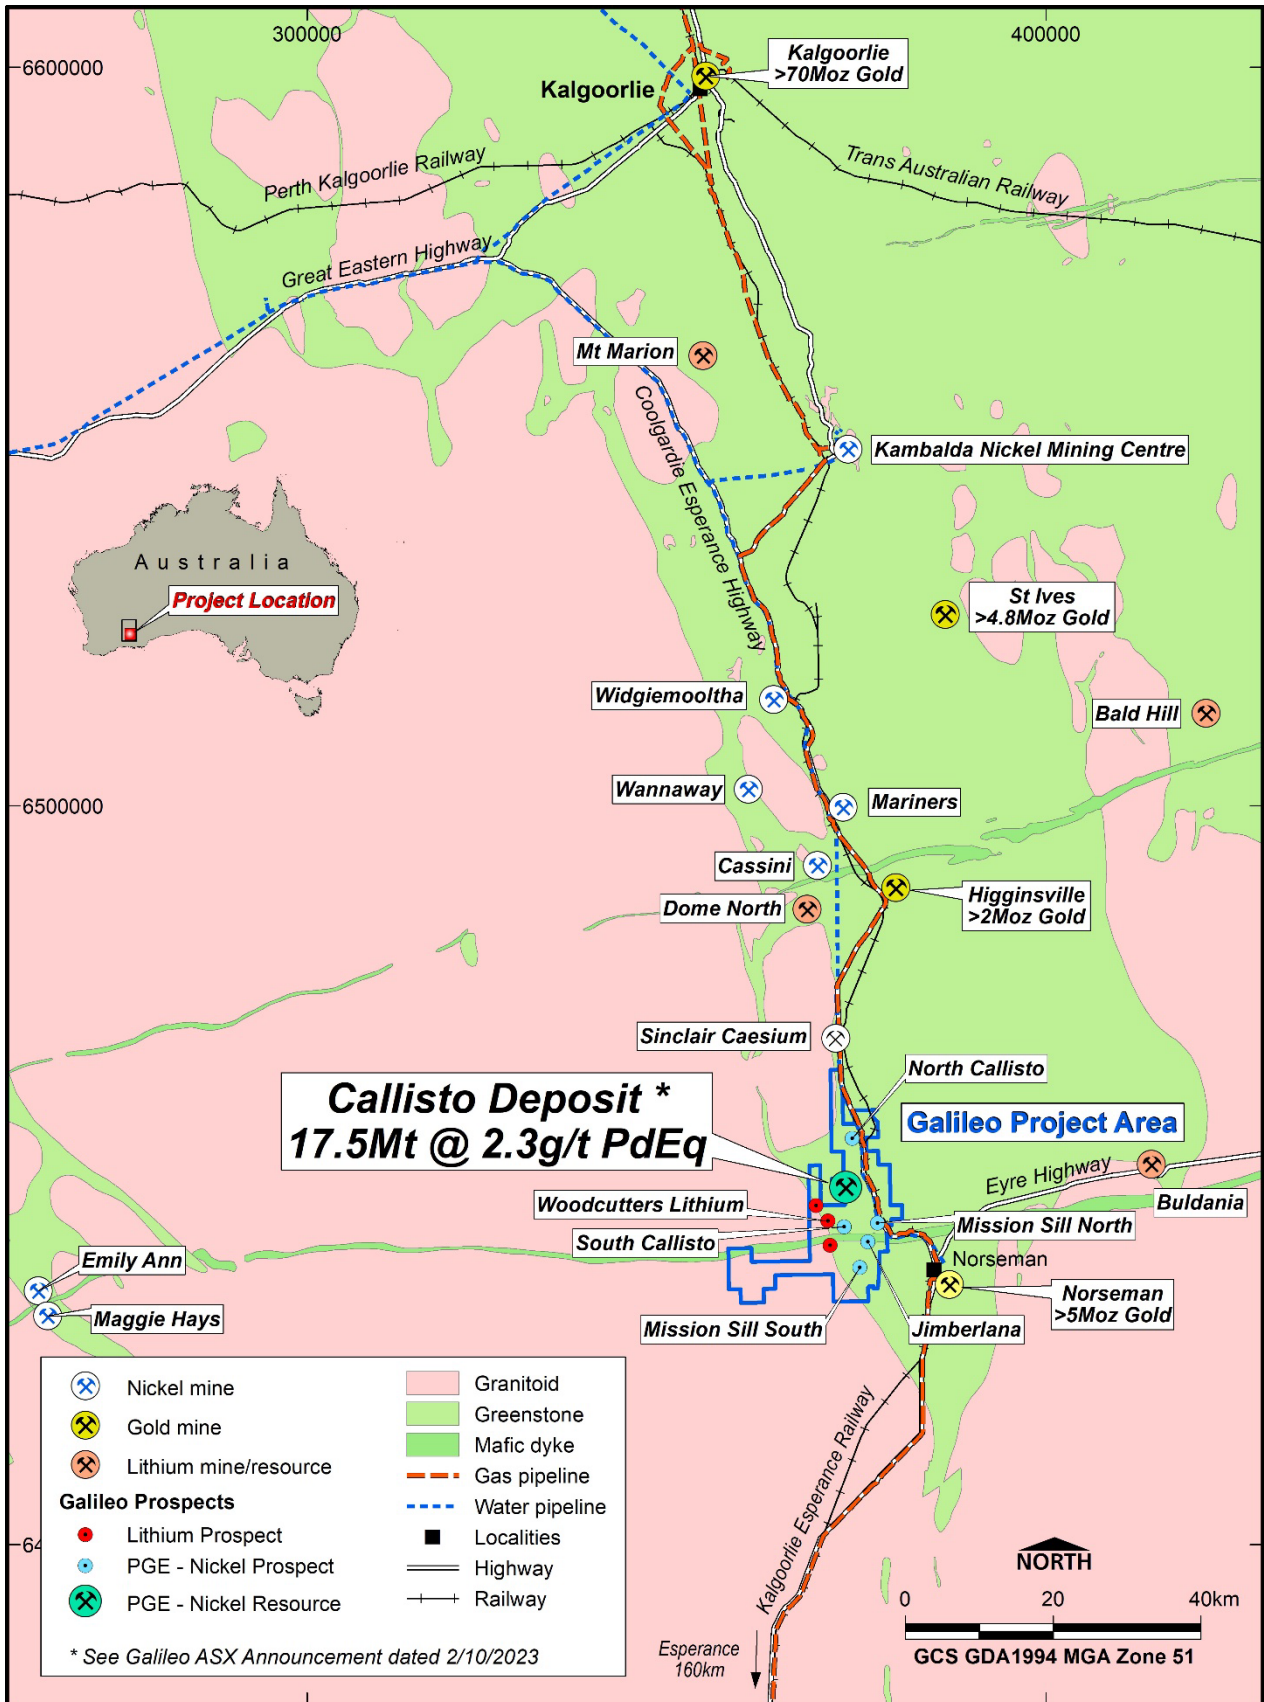 300000
400000
6600000
Kalgoorlie
>70Moz Gold
Kalgoorlie
Perth Kalgoorlie Railway
Trans Australian Railway
Great Eastern Highway
Mt Marion
Coolgardie Esperance Highway
Kambalda Nickel Mining Centre
Australia
Project Location
St Ives
>4.8Moz Gold
Widgiemooltha
Bald Hill
Wannaway
6500000
Mariners
Cassini
Dome North
Higginsville
>2Moz Gold
Sinclair Caesium
North Callisto
Callisto Deposit *
17.5Mt @ 2.3g/t PdEq
Galileo Project Area
Eyre Highway
Buldania
Woodcutters Lithium
South Callisto
Mission Sill North
Norseman
Emily Ann
Maggie Hays
Norseman
>5Moz Gold
Mission Sill South
Jimberlana
Nickel mine
Gold mine
Lithium mine/resource
Galileo Prospects
Lithium Prospect
PGE - Nickel Prospect
PGE - Nickel Resource
Granitoid
Greenstone
Mafic dyke
Gas pipeline
Water pipeline
Localities
Highway
Railway
* See Galileo ASX Announcement dated 2/10/2023
64
Kalgoorlie Esperance Railway
Esperance
160km
NORTH
0 20 40km
GCS GDA1994 MGA Zone 51